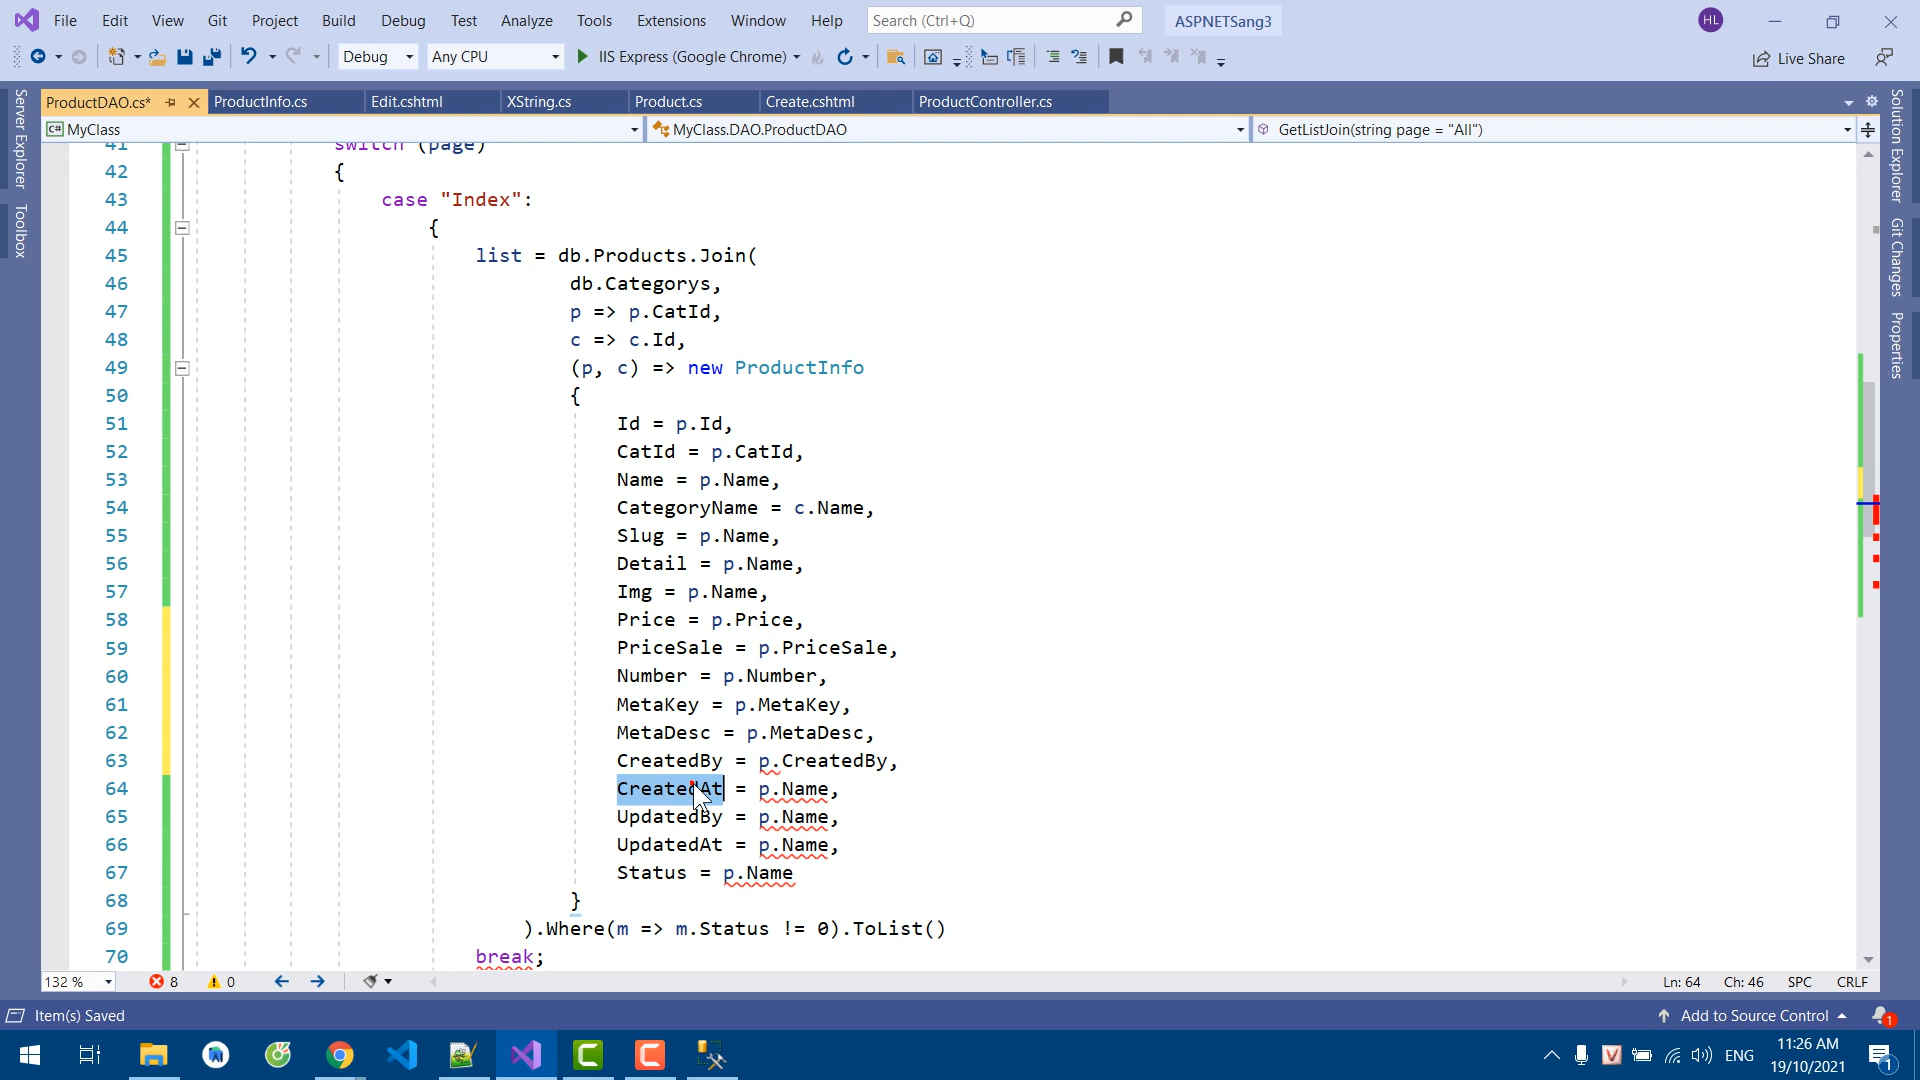 File Edit View Git Project Build Debug Test Analyze Tools Extensions Window Help Search (Ctrl+Q) ASPNETSang3 HL
Debug Any CPU IIS Express (Google Chrome) Live Share
ProductDAO.cs* ProductInfo.cs Edit.cshtml XString.cs Product.cs Create.cshtml ProductController.cs
C# MyClass MyClass.DAO.ProductDAO GetListJoin(string page = "All")
Server Explorer
Toolbox
Solution Explorer
Git Changes
Properties
41 switch (page)
42 {
43 case "Index":
44 {
45 list = db.Products.Join(
46 db.Categorys,
47 p => p.CatId,
48 c => c.Id,
49 (p, c) => new ProductInfo
50 {
51 Id = p.Id,
52 CatId = p.CatId,
53 Name = p.Name,
54 CategoryName = c.Name,
55 Slug = p.Name,
56 Detail = p.Name,
57 Img = p.Name,
58 Price = p.Price,
59 PriceSale = p.PriceSale,
60 Number = p.Number,
61 MetaKey = p.MetaKey,
62 MetaDesc = p.MetaDesc,
63 CreatedBy = p.CreatedBy,
64 CreatedAt = p.Name,
65 UpdatedBy = p.Name,
66 UpdatedAt = p.Name,
67 Status = p.Name
68 }
69 ).Where(m => m.Status != 0).ToList()
70 break;
132 % 8 0 Ln: 64 Ch: 46 SPC CRLF
Item(s) Saved Add to Source Control 1
ENG 11:26 AM
19/10/2021 1